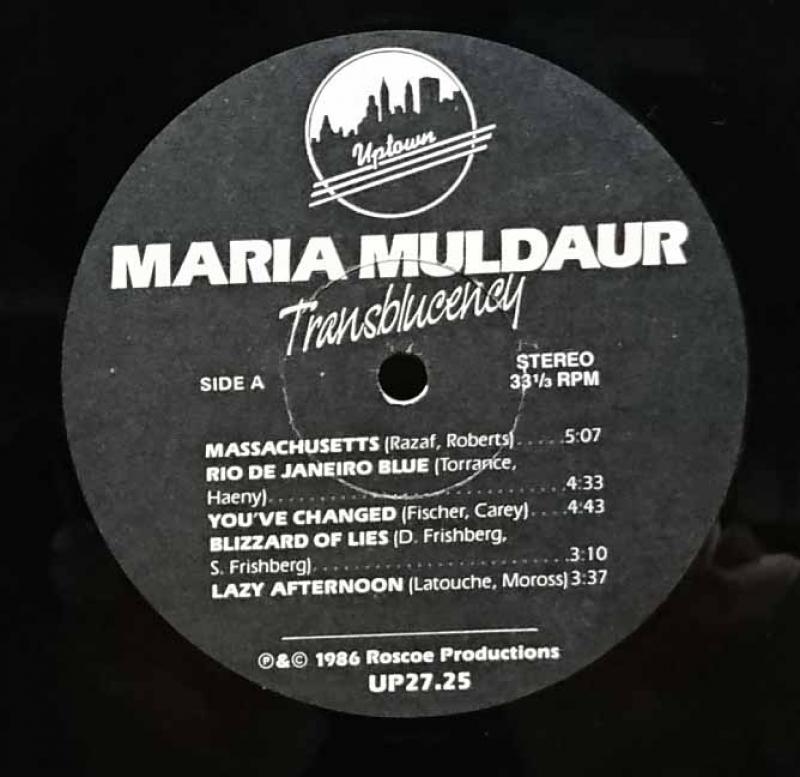 Uptown
MARIA MULDAUR
Transblucency
SIDE A
STEREO
33⅓ RPM
MASSACHUSETTS (Razaf, Roberts).....5:07
RIO DE JANEIRO BLUE (Torrance,
Haeny)..............................4:33
YOU'VE CHANGED (Fischer, Carey)....4:43
BLIZZARD OF LIES (D. Frishberg,
S. Frishberg)..........................3:10
LAZY AFTERNOON (Latouche, Moross) 3:37
℗&© 1986 Roscoe Productions
UP27.25